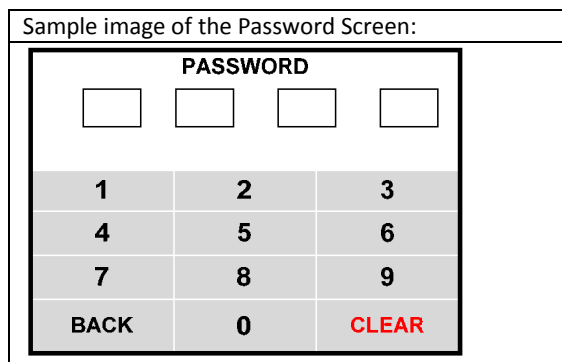 Sample image of the Password Screen:
PASSWORD
1 2 3
4 5 6
7 8 9
BACK 0 CLEAR